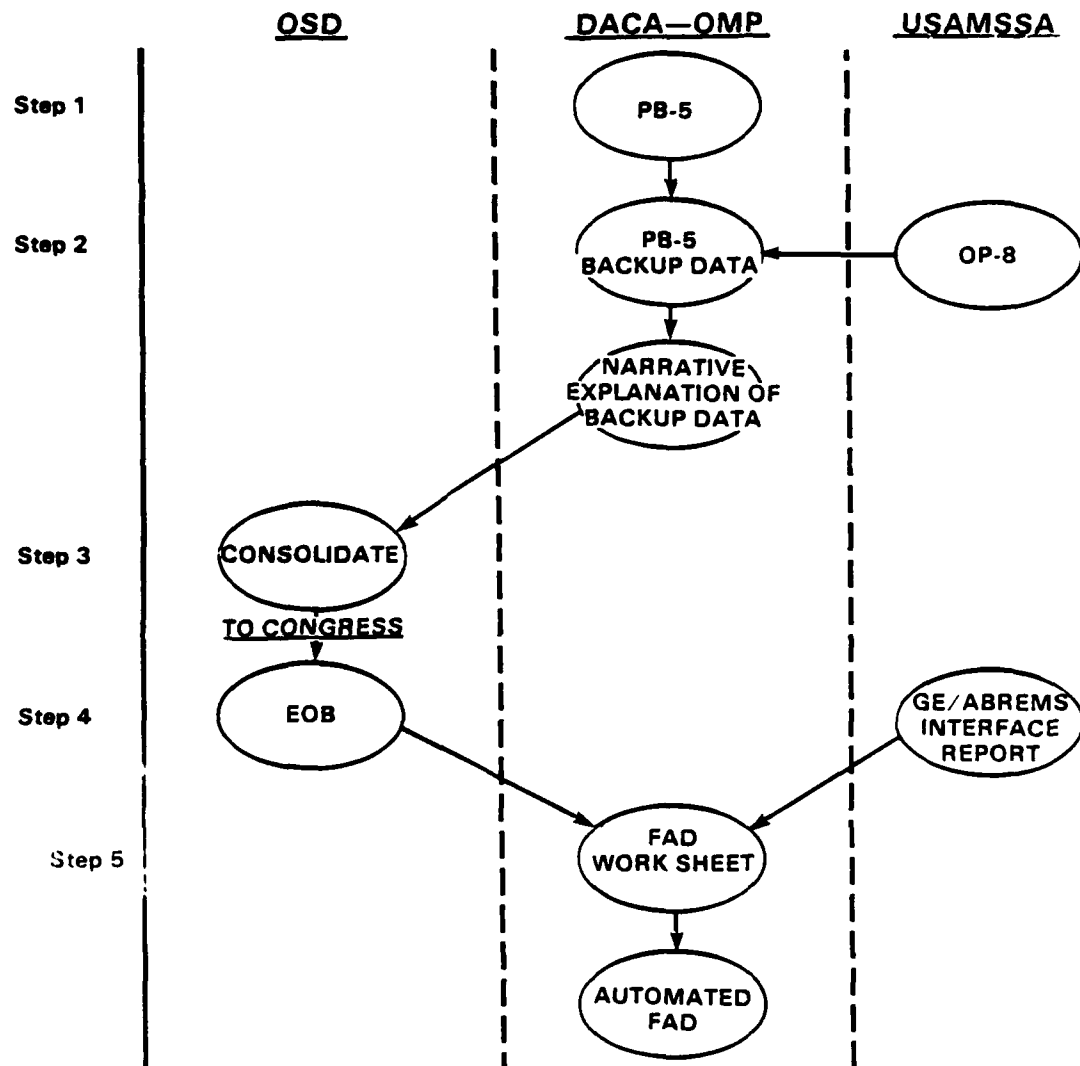 OSD DACA—OMP USAMSSA
Step 1
PB-5
Step 2
PB-5
BACKUP DATA
OP-8
NARRATIVE
EXPLANATION OF
BACKUP DATA
Step 3
CONSOLIDATE
TO CONGRESS
Step 4
EOB
GE/ABREMS
INTERFACE
REPORT
Step 5
FAD
WORK SHEET
AUTOMATED
FAD